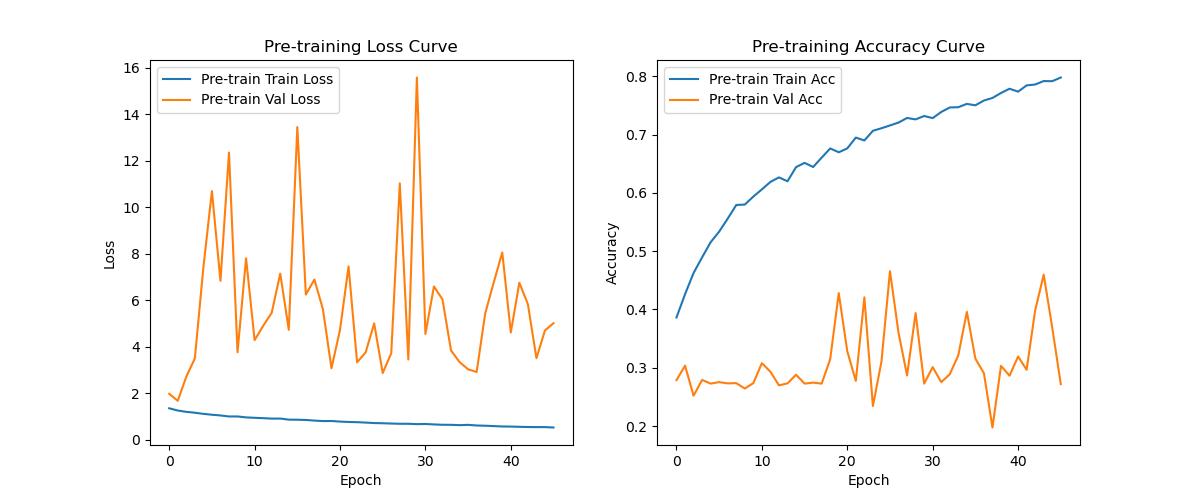 Pre-training Loss Curve
Pre-train Train Loss
Pre-train Val Loss
16
14
12
10
8
6
4
2
0
Loss
0 10 20 30 40
Epoch
Pre-training Accuracy Curve
Pre-train Train Acc
Pre-train Val Acc
0.8
0.7
0.6
0.5
0.4
0.3
0.2
Accuracy
0 10 20 30 40
Epoch